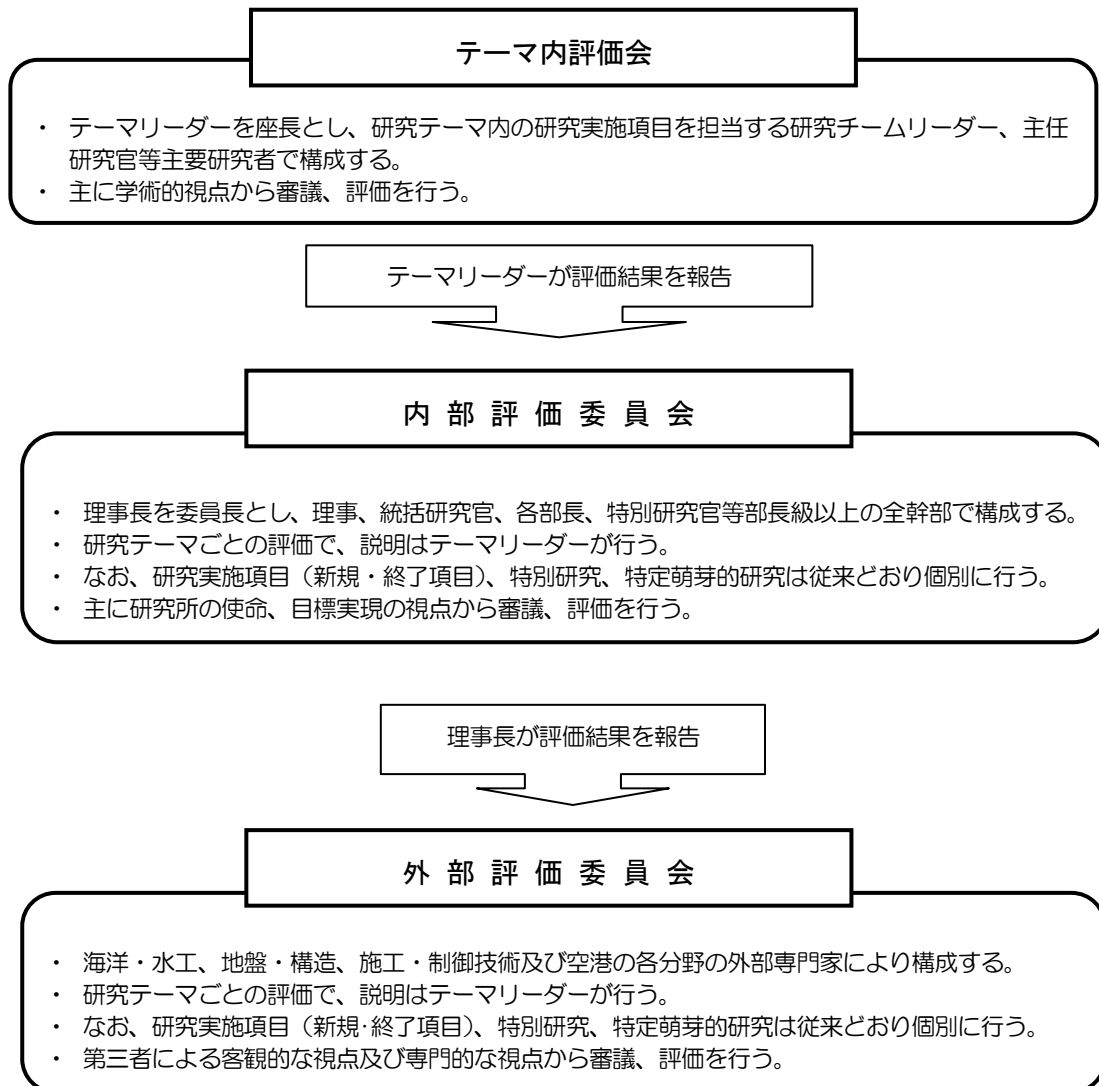 テーマ内評価会
・ テーマリーダーを座長とし、研究テーマ内の研究実施項目を担当する研究チームリーダー、主任
研究官等主要研究者で構成する。
・ 主に学術的視点から審議、評価を行う。
テーマリーダーが評価結果を報告
内 部 評 価 委 員 会
・ 理事長を委員長とし、理事、統括研究官、各部長、特別研究官等部長級以上の全幹部で構成する。
・ 研究テーマごとの評価で、説明はテーマリーダーが行う。
・ なお、研究実施項目（新規・終了項目）、特別研究、特定萌芽的研究は従来どおり個別に行う。
・ 主に研究所の使命、目標実現の視点から審議、評価を行う。
理事長が評価結果を報告
外 部 評 価 委 員 会
・ 海洋・水工、地盤・構造、施工・制御技術及び空港の各分野の外部専門家により構成する。
・ 研究テーマごとの評価で、説明はテーマリーダーが行う。
・ なお、研究実施項目（新規･終了項目）、特別研究、特定萌芽的研究は従来どおり個別に行う。
・ 第三者による客観的な視点及び専門的な視点から審議、評価を行う。